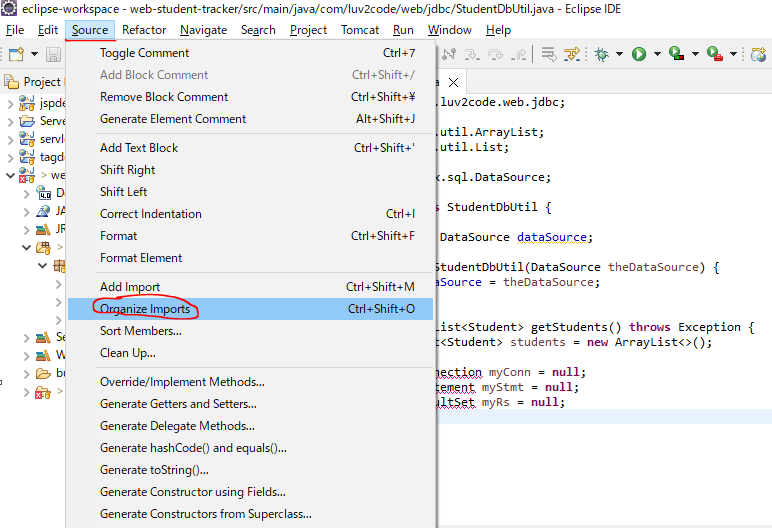 eclipse-workspace - web-student-tracker/src/main/java/com/luv2code/web/jdbc/StudentDbUtil.java - Eclipse IDE
File Edit Source Refactor Navigate Search Project Tomcat Run Window Help
Project
jspde
Serve
servle
tagde
> we
JA
JR
>
>
Se
W
bu
>
Toggle Comment Ctrl+7
Add Block Comment Ctrl+Shift+/
Remove Block Comment Ctrl+Shift+¥
Generate Element Comment Alt+Shift+J
Add Text Block Ctrl+Shift+'
Shift Right
Shift Left
Correct Indentation Ctrl+I
Format Ctrl+Shift+F
Format Element
Add Import Ctrl+Shift+M
Organize Imports Ctrl+Shift+O
Sort Members...
Clean Up...
Override/Implement Methods...
Generate Getters and Setters...
Generate Delegate Methods...
Generate hashCode() and equals()...
Generate toString()...
Generate Constructor using Fields...
Generate Constructors from Superclass...
.luv2code.web.jdbc;
.util.ArrayList;
.util.List;
x.sql.DataSource;
s StudentDbUtil {
DataSource dataSource;
StudentDbUtil(DataSource theDataSource) {
aSource = theDataSource;
List<Student> getStudents() throws Exception {
t<Student> students = new ArrayList<>();
nection myConn = null;
tement myStmt = null;
ultSet myRs = null;